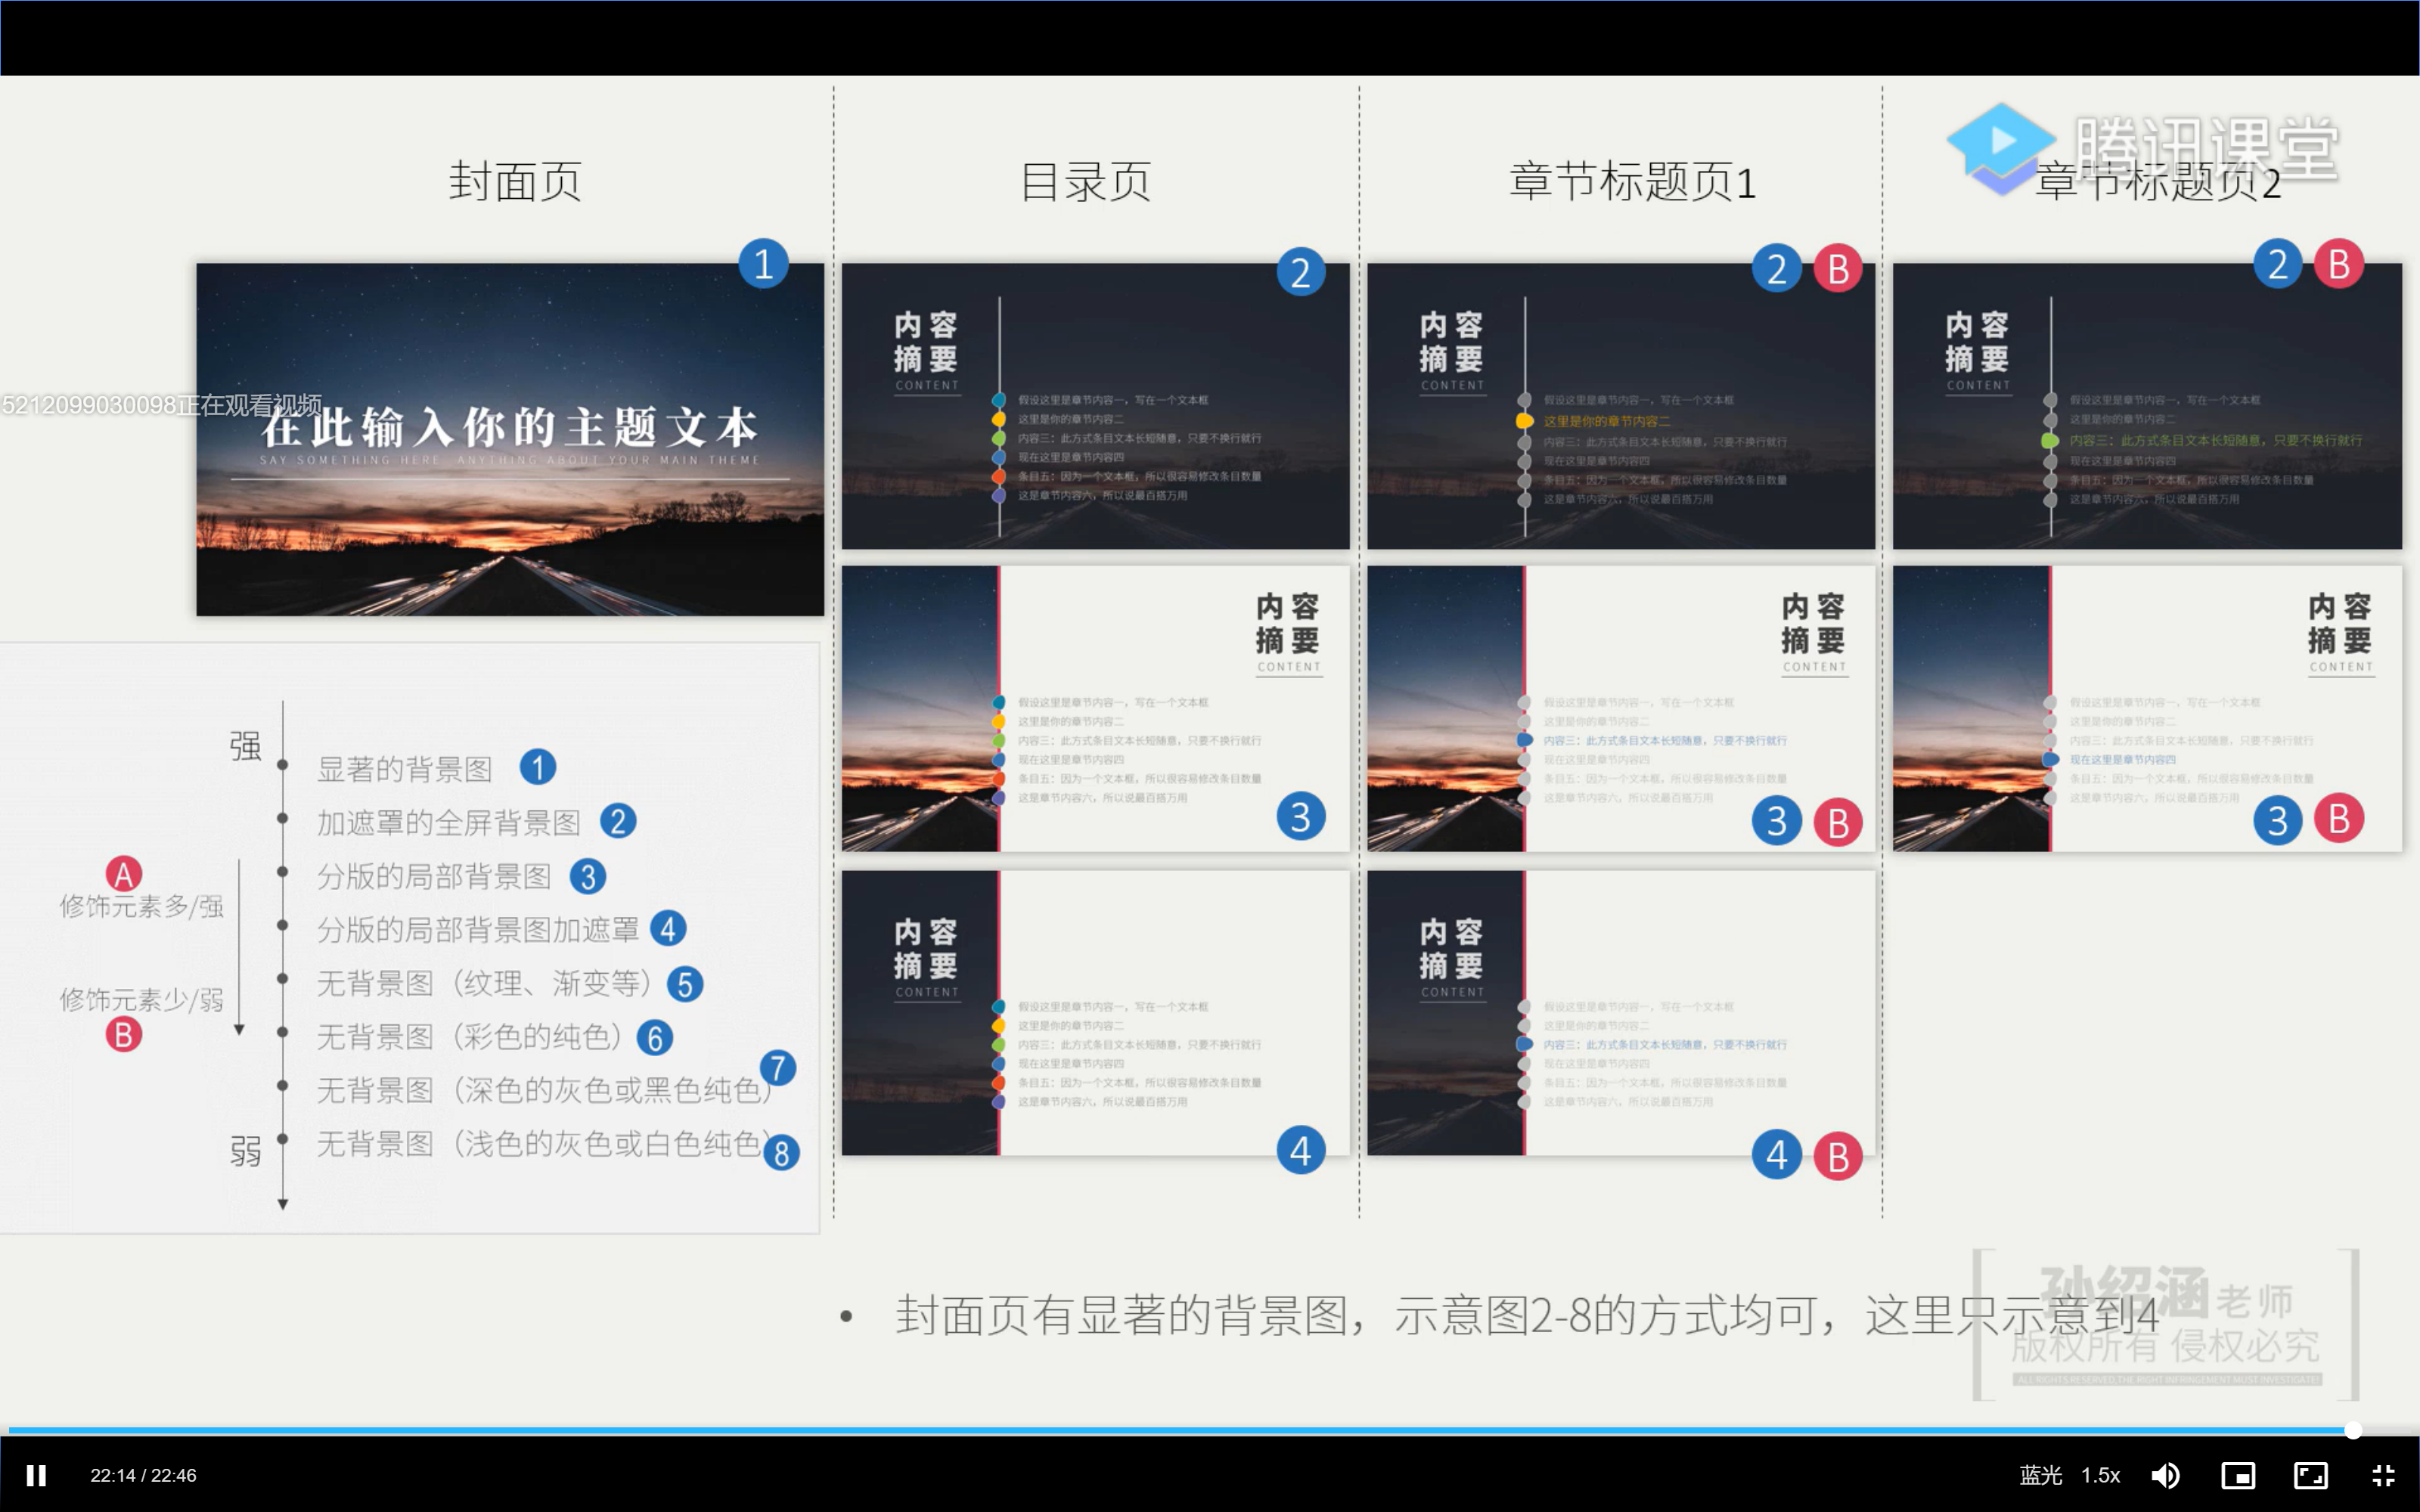 封面页
目录页
章节标题页1
章节标题页2
腾讯课堂
1
2
2 B
2 B
5212099030098正在观看视频
在此输入你的主题文本
SAY SOMETHING HERE, ANYTHING ABOUT YOUR MAIN THEME
内容
摘要
CONTENT
假设这里是章节内容一，写在一个文本框
这里是你的章节内容二
内容三：此方式条目文本长短随意，只要不换行就行
现在这里是章节内容四
条目五：因为一个文本框，所以很容易修改条目数量
这是章节内容六，所以说最百搭万用
内容
摘要
CONTENT
假设这里是章节内容一，写在一个文本框
这里是你的章节内容二
内容三：此方式条目文本长短随意，只要不换行就行
现在这里是章节内容四
条目五：因为一个文本框，所以很容易修改条目数量
这是章节内容六，所以说最百搭万用
内容
摘要
CONTENT
假设这里是章节内容一，写在一个文本框
这里是你的章节内容二
内容三：此方式条目文本长短随意，只要不换行就行
现在这里是章节内容四
条目五：因为一个文本框，所以很容易修改条目数量
这是章节内容六，所以说最百搭万用
内容
摘要
CONTENT
假设这里是章节内容一，写在一个文本框
这里是你的章节内容二
内容三：此方式条目文本长短随意，只要不换行就行
现在这里是章节内容四
条目五：因为一个文本框，所以很容易修改条目数量
这是章节内容六，所以说最百搭万用
3
内容
摘要
CONTENT
假设这里是章节内容一，写在一个文本框
这里是你的章节内容二
内容三：此方式条目文本长短随意，只要不换行就行
现在这里是章节内容四
条目五：因为一个文本框，所以很容易修改条目数量
这是章节内容六，所以说最百搭万用
3 B
内容
摘要
CONTENT
假设这里是章节内容一，写在一个文本框
这里是你的章节内容二
内容三：此方式条目文本长短随意，只要不换行就行
现在这里是章节内容四
条目五：因为一个文本框，所以很容易修改条目数量
这是章节内容六，所以说最百搭万用
3 B
内容
摘要
CONTENT
假设这里是章节内容一，写在一个文本框
这里是你的章节内容二
内容三：此方式条目文本长短随意，只要不换行就行
现在这里是章节内容四
条目五：因为一个文本框，所以很容易修改条目数量
这是章节内容六，所以说最百搭万用
4
内容
摘要
CONTENT
假设这里是章节内容一，写在一个文本框
这里是你的章节内容二
内容三：此方式条目文本长短随意，只要不换行就行
现在这里是章节内容四
条目五：因为一个文本框，所以很容易修改条目数量
这是章节内容六，所以说最百搭万用
4 B
强
显著的背景图 1
加遮罩的全屏背景图 2
分版的局部背景图 3
分版的局部背景图加遮罩 4
无背景图（纹理、渐变等） 5
无背景图（彩色的纯色） 6
无背景图（深色的灰色或黑色纯色） 7
无背景图（浅色的灰色或白色纯色） 8
弱
A
修饰元素多/强
修饰元素少/弱
B
• 封面页有显著的背景图，示意图2-8的方式均可，这里只示意到4
孙绍涵老师
版权所有 侵权必究
ALL RIGHTS RESERVED,THE RIGHT INFRINGEMENT MUST INVESTIGATE!
22:14 / 22:46
蓝光 1.5x